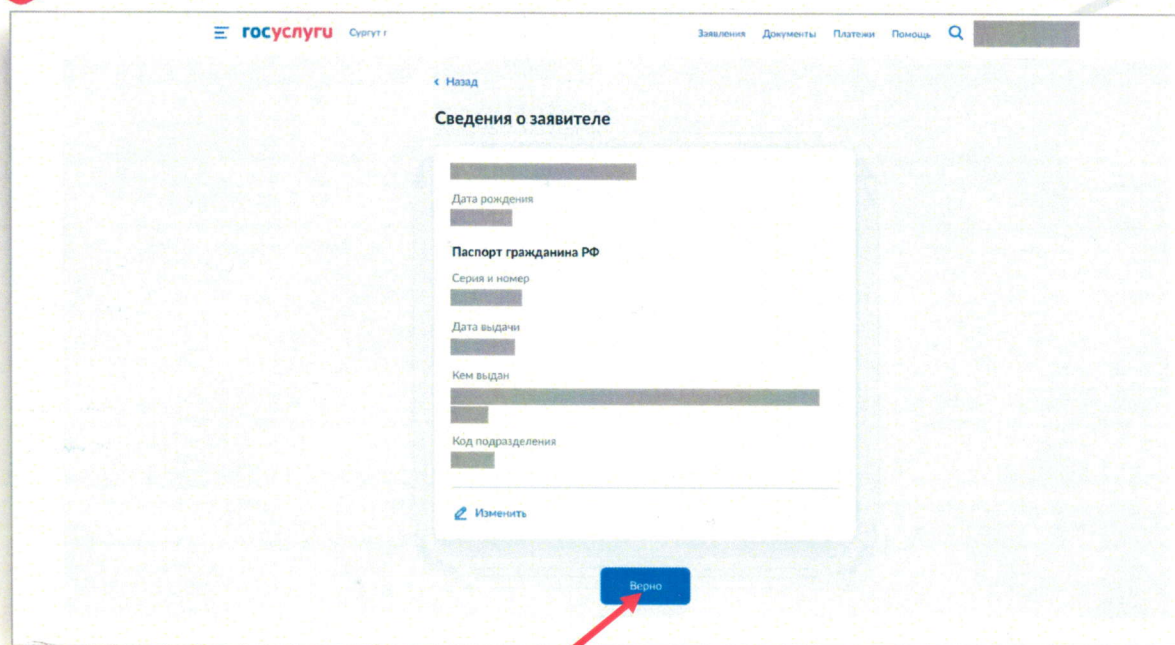 госуслуги Сургут г Заявления Документы Платежи Помощь
Назад
Сведения о заявителе
Дата рождения
Паспорт гражданина РФ
Серия и номер
Дата выдачи
Кем выдан
Код подразделения
Изменить
Верно